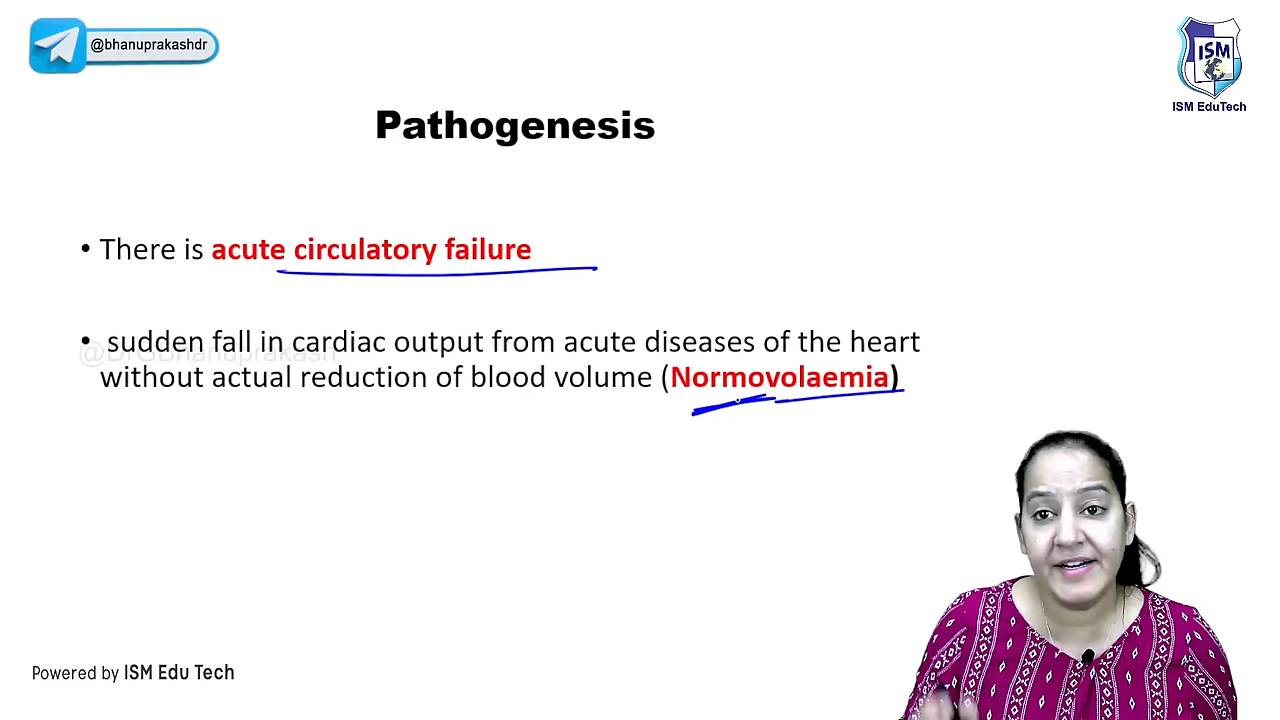 @bhanuprakashdr
ISM
ISM EduTech
Pathogenesis
• There is acute circulatory failure
• sudden fall in cardiac output from acute diseases of the heart
@DrGBhanuprakash
without actual reduction of blood volume (Normovolaemia)
Powered by ISM Edu Tech